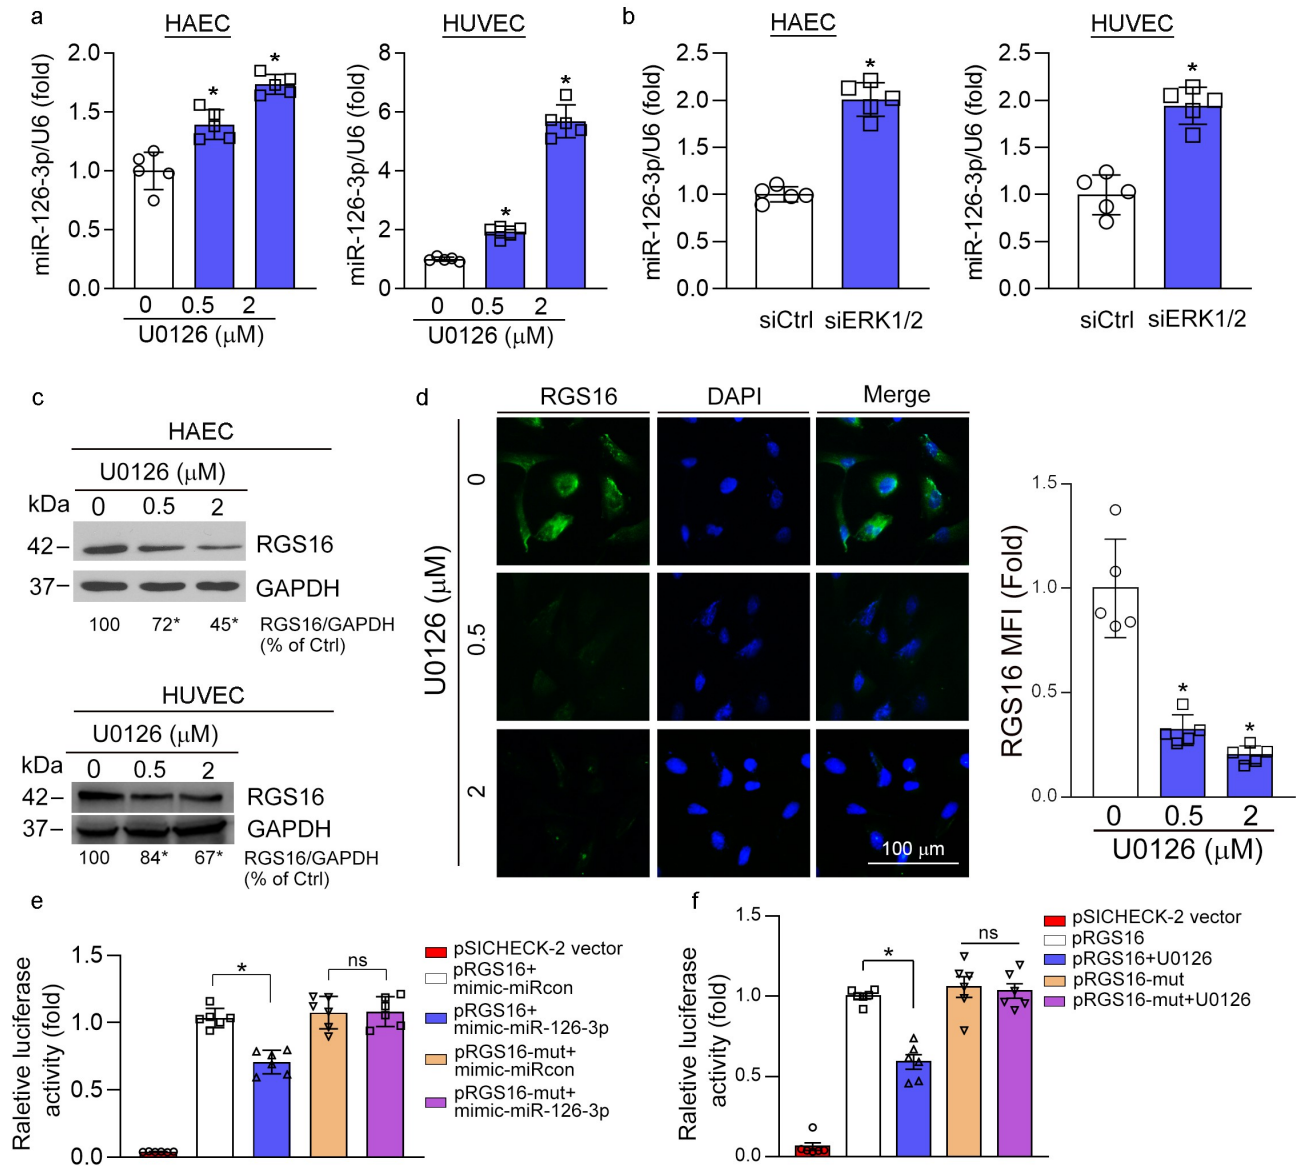 a
HAEC
miR-126-3p/U6 (fold)
2.0
1.5
1.0
0.5
0.0
*
*
0 0.5 2
U0126 (μM)
HUVEC
miR-126-3p/U6 (fold)
8
6
4
2
0
*
*
0 0.5 2
U0126 (μM)
b
HAEC
miR-126-3p/U6 (fold)
2.5
2.0
1.5
1.0
0.5
0.0
*
siCtrl siERK1/2
HUVEC
miR-126-3p/U6 (fold)
2.5
2.0
1.5
1.0
0.5
0.0
*
siCtrl siERK1/2
c
HAEC
U0126 (μM)
kDa 0 0.5 2
42 RGS16
37 GAPDH
100 72* 45* RGS16/GAPDH
(% of Ctrl)
HUVEC
U0126 (μM)
kDa 0 0.5 2
42 RGS16
37 GAPDH
100 84* 67* RGS16/GAPDH
(% of Ctrl)
d
RGS16 DAPI Merge
U0126 (μM)
0
0.5
2
100 μm
RGS16 MFI (Fold)
1.5
1.0
0.5
0.0
*
*
0 0.5 2
U0126 (μM)
e
Raletive luciferase
activity (fold)
1.5
1.0
0.5
0.0
*
ns
pSICHECK-2 vector
pRGS16+
mimic-miRcon
pRGS16+
mimic-miR-126-3p
pRGS16-mut+
mimic-miRcon
pRGS16-mut+
mimic-miR-126-3p
f
Raletive luciferase
activity (fold)
1.5
1.0
0.5
0.0
*
ns
pSICHECK-2 vector
pRGS16
pRGS16+U0126
pRGS16-mut
pRGS16-mut+U0126